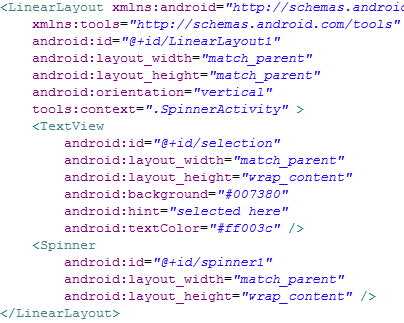 <LinearLayout xmlns:android="http://schemas.android
    xmlns:tools="http://schemas.android.com/tools"
    android:id="@+id/LinearLayout1"
    android:layout_width="match_parent"
    android:layout_height="match_parent"
    android:orientation="vertical"
    tools:context=".SpinnerActivity" >
    <TextView
        android:id="@+id/selection"
        android:layout_width="match_parent"
        android:layout_height="wrap_content"
        android:background="#007380"
        android:hint="selected here"
        android:textColor="#ff003c" />
    <Spinner
        android:id="@+id/spinner1"
        android:layout_width="match_parent"
        android:layout_height="wrap_content" />
</LinearLayout>